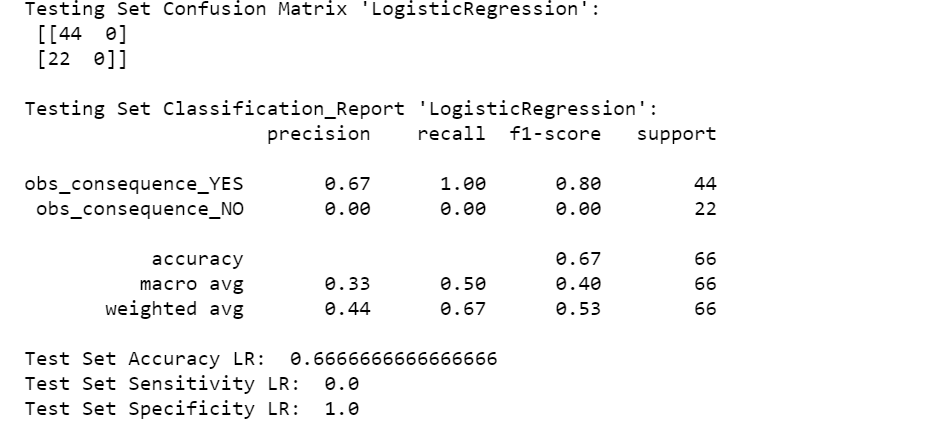 Testing Set Confusion Matrix 'LogisticRegression':
[[44 0]
[22 0]]
Testing Set Classification_Report 'LogisticRegression':
precision recall f1-score support
obs_consequence_YES 0.67 1.00 0.80 44
obs_consequence_NO 0.00 0.00 0.00 22
accuracy 0.67 66
macro avg 0.33 0.50 0.40 66
weighted avg 0.44 0.67 0.53 66
Test Set Accuracy LR: 0.6666666666666666
Test Set Sensitivity LR: 0.0
Test Set Specificity LR: 1.0